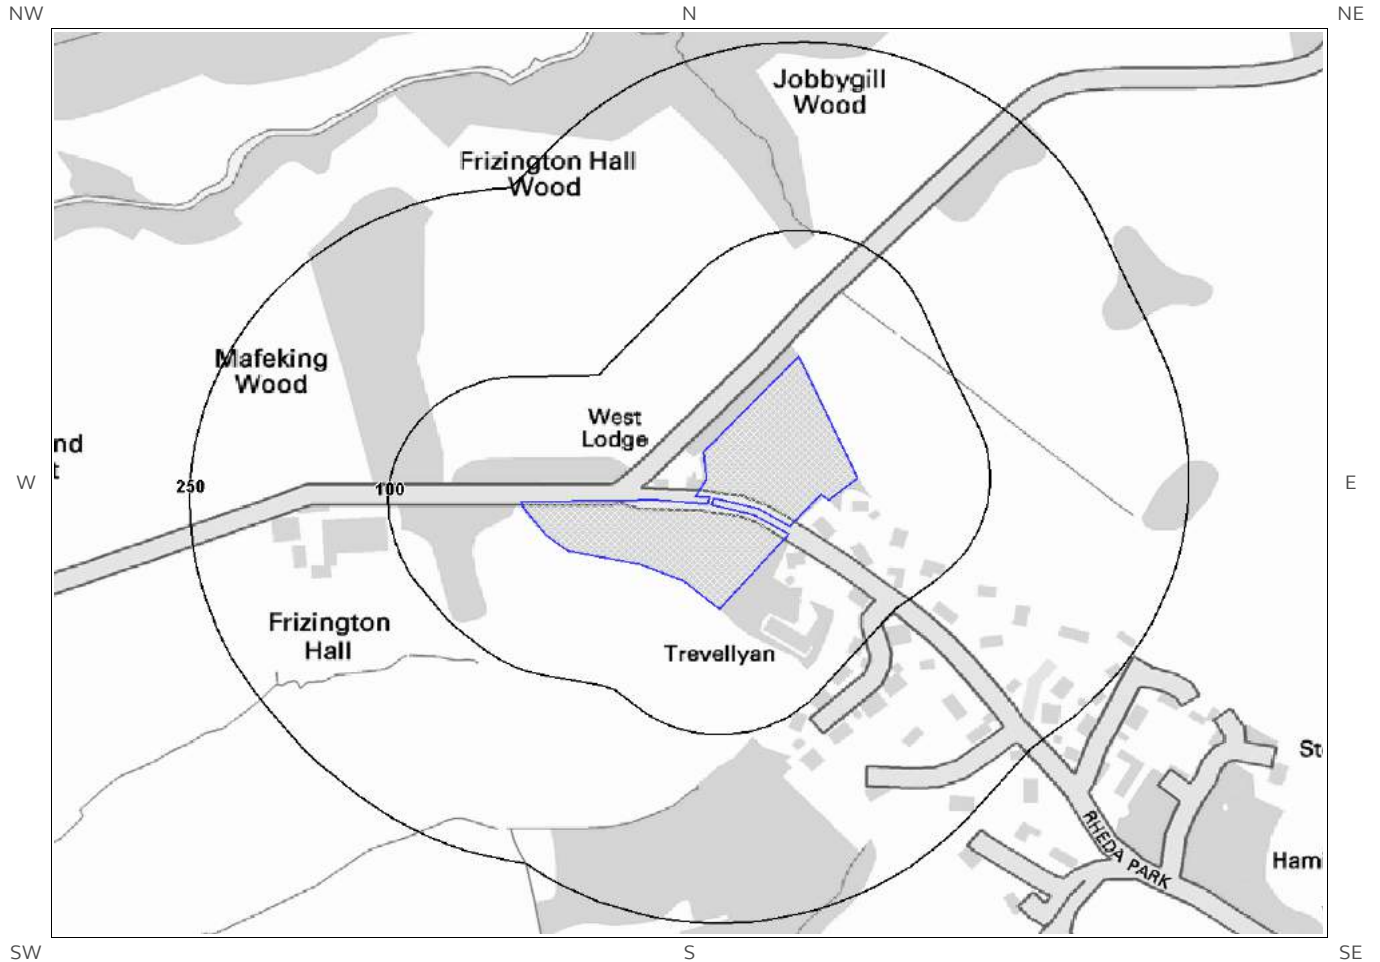 NW
N
NE
Jobbygill
Wood
Frizington Hall
Wood
Mafeking
Wood
West
Lodge
nd
t
W
250
100
E
Frizington
Hall
Trevellyan
St
RHEDA PARK
Ham
SW
S
SE